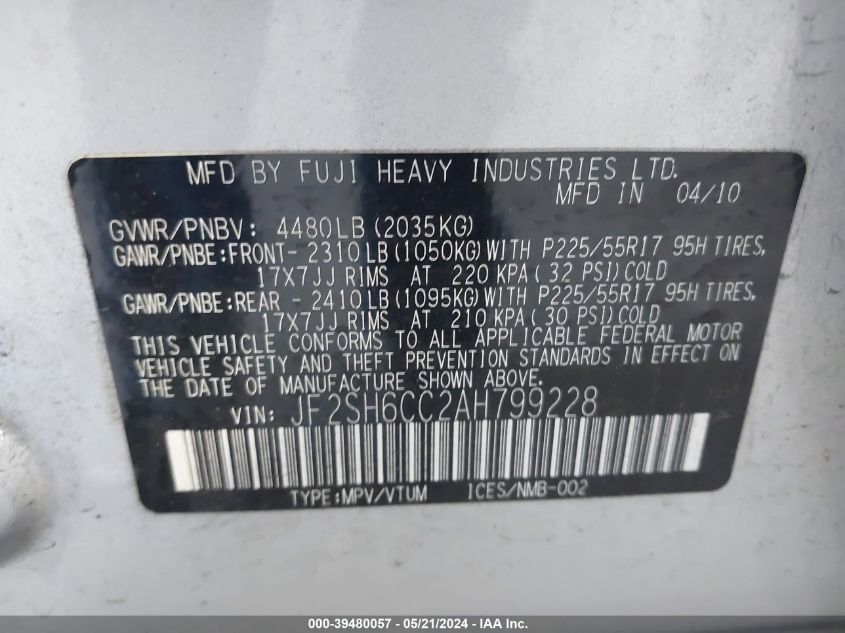 MFD BY FUJI HEAVY INDUSTRIES LTD.
MFD IN 04/10
GVWR/PNBV: 4480LB (2035KG)
GAWR/PNBE:FRONT- 2310LB(1050KG)WITH P225/55R17 95H TIRES,
17X7JJ RIMS AT 220 KPA( 32 PSI)COLD
GAWR/PNBE:REAR - 2410LB(1095KG)WITH P225/55R17 95H TIRES,
17X7JJ RIMS AT 210 KPA( 30 PSI)COLD
THIS VEHICLE CONFORMS TO ALL APPLICABLE FEDERAL MOTOR
VEHICLE SAFETY AND THEFT PREVENTION STANDARDS IN EFFECT ON
THE DATE OF MANUFACTURE SHOWN ABOVE.
VIN: JF2SH6CC2AH799228
TYPE:MPV/VTUM ICES/NMB-002
000-39480057 - 05/21/2024 - IAA Inc.